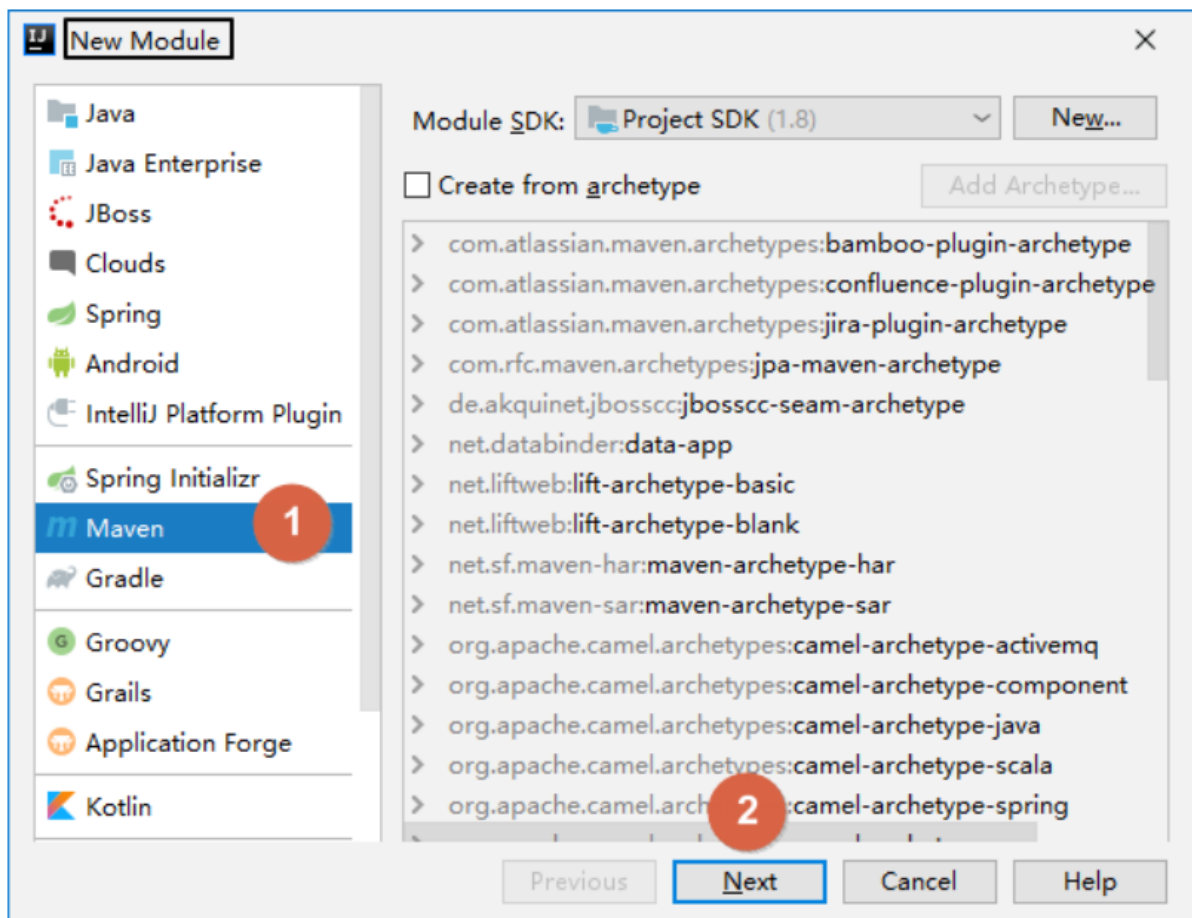 New Module
Java
Java Enterprise
JBoss
Clouds
Spring
Android
IntelliJ Platform Plugin
Spring Initializr
Maven
1
Gradle
Groovy
Grails
Application Forge
Kotlin
Module SDK: Project SDK (1.8) New...
Create from archetype Add Archetype...
com.atlassian.maven.archetypes:bamboo-plugin-archetype
com.atlassian.maven.archetypes:confluence-plugin-archetype
com.atlassian.maven.archetypes:jira-plugin-archetype
com.rfc.maven.archetypes:jpa-maven-archetype
de.akquinet.jbosscc:jbosscc-seam-archetype
net.databinder:data-app
net.liftweb:lift-archetype-basic
net.liftweb:lift-archetype-blank
net.sf.maven-har:maven-archetype-har
net.sf.maven-sar:maven-archetype-sar
org.apache.camel.archetypes:camel-archetype-activemq
org.apache.camel.archetypes:camel-archetype-component
org.apache.camel.archetypes:camel-archetype-java
org.apache.camel.archetypes:camel-archetype-scala
org.apache.camel.arch :camel-archetype-spring
2
Previous Next Cancel Help